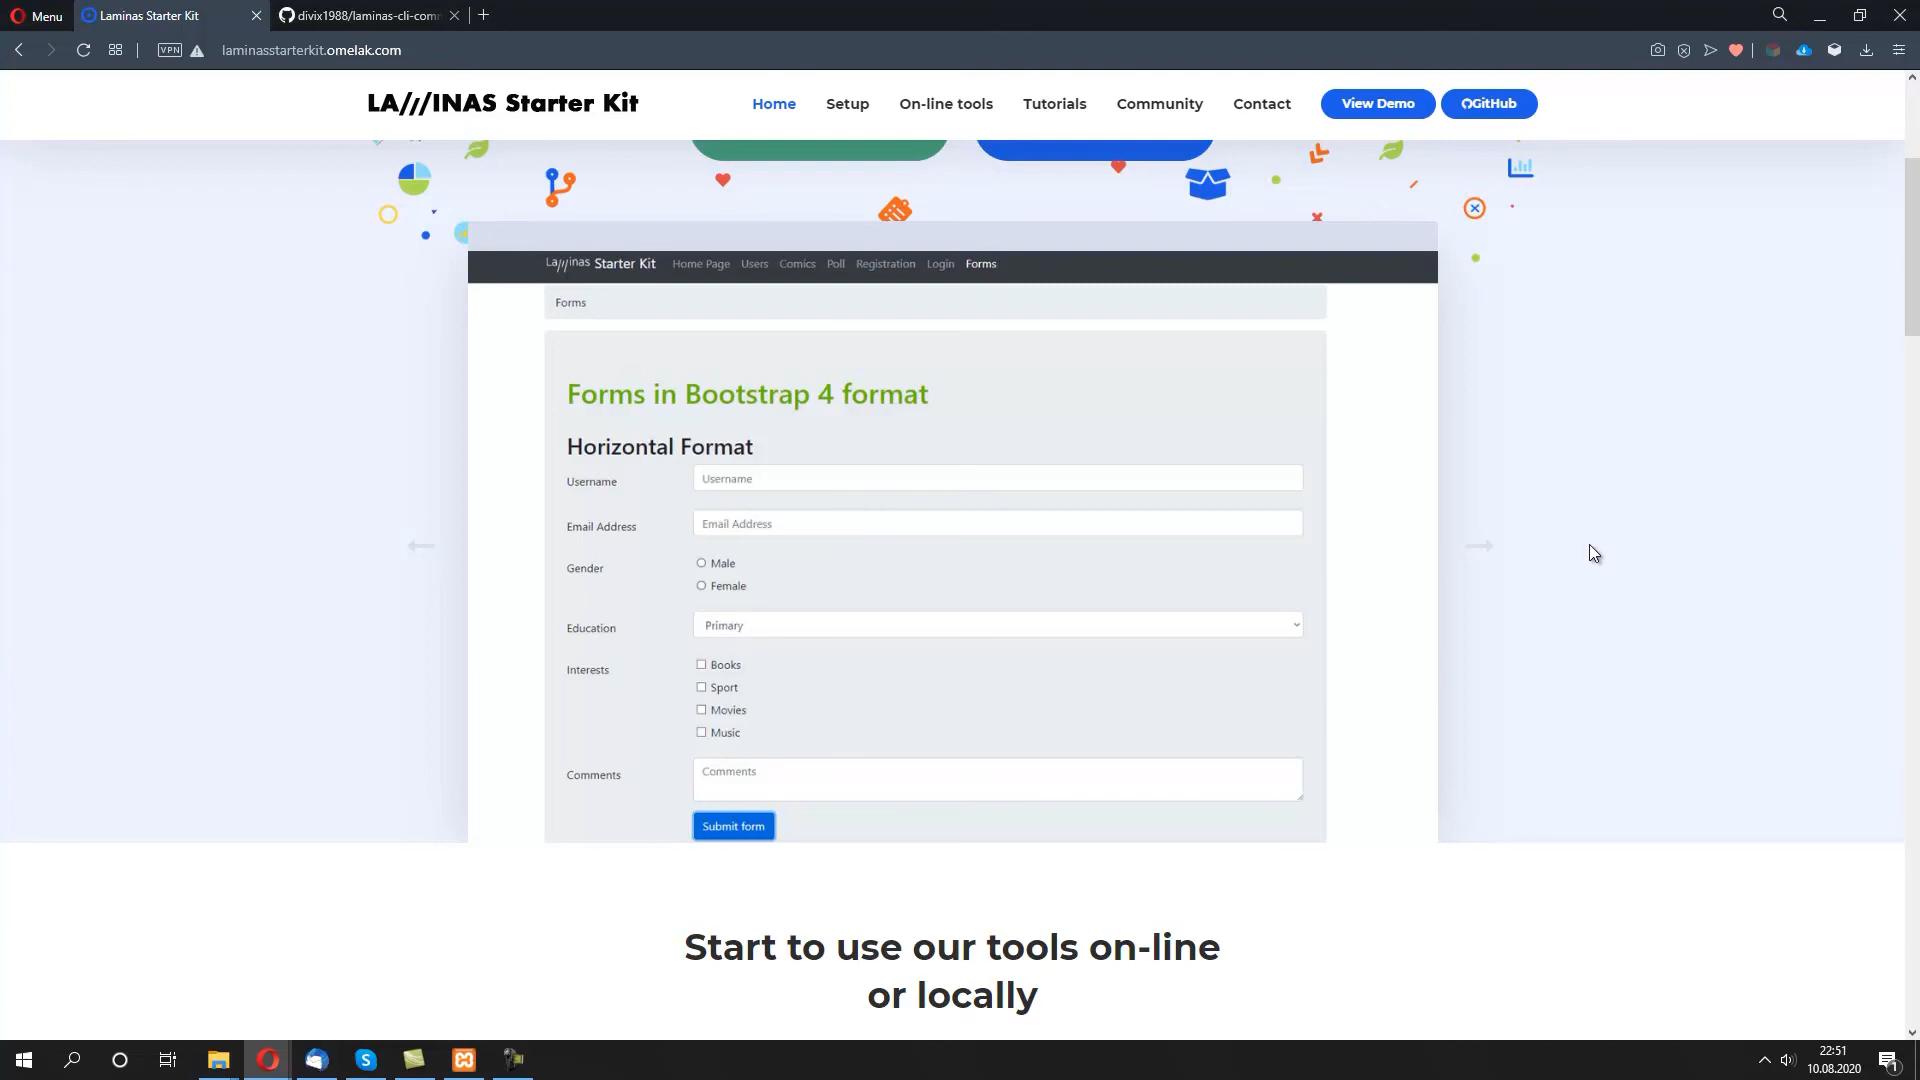 Menu
Laminas Starter Kit
divix1988/laminas-cli-com
VPN
laminasstarterkit.omelak.com
LA///INAS Starter Kit
Home
Setup
On-line tools
Tutorials
Community
Contact
View Demo
GitHub
La///inas Starter Kit
Home Page
Users
Comics
Poll
Registration
Login
Forms
Forms
Forms in Bootstrap 4 format
Horizontal Format
Username
Username
Email Address
Email Address
Gender
Male
Female
Education
Primary
Interests
Books
Sport
Movies
Music
Comments
Comments
Submit form
Start to use our tools on-line
or locally
22:51
10.08.2020
1